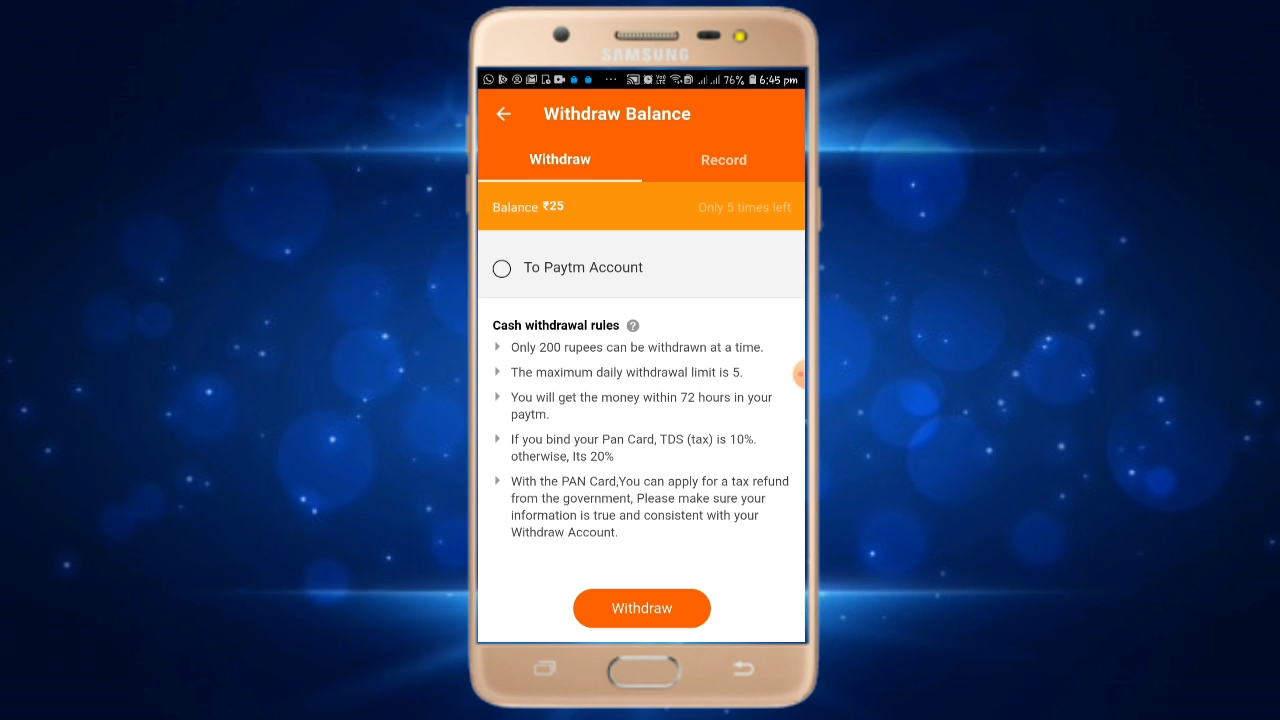 SAMSUNG
76% 6:45 pm
Withdraw Balance
Withdraw Record
Balance ₹25 Only 5 times left
To Paytm Account
Cash withdrawal rules ?
Only 200 rupees can be withdrawn at a time.
The maximum daily withdrawal limit is 5.
You will get the money within 72 hours in your
paytm.
If you bind your Pan Card, TDS (tax) is 10%.
otherwise, Its 20%
With the PAN Card,You can apply for a tax refund
from the government, Please make sure your
information is true and consistent with your
Withdraw Account.
Withdraw